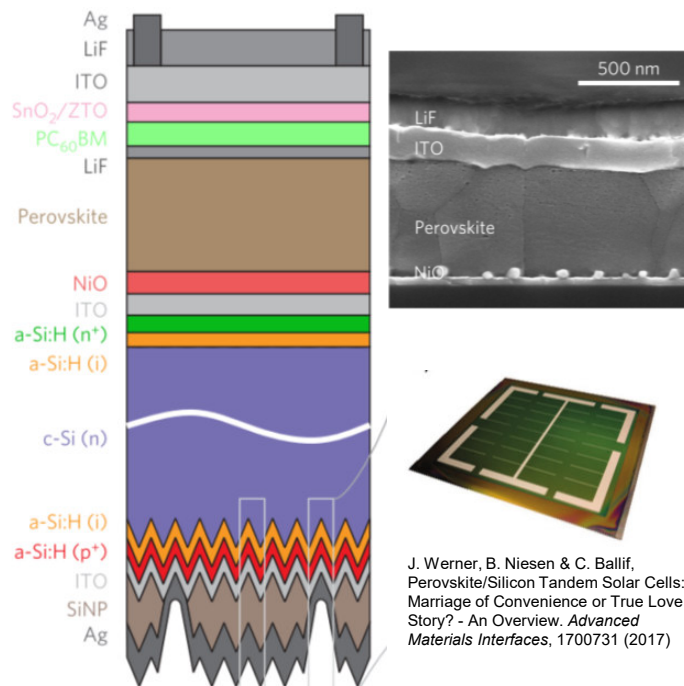 Ag
LiF
ITO
SnO₂/ZTO
PC₆₀BM
LiF
Perovskite
NiO
ITO
a-Si:H (n⁺)
a-Si:H (i)
c-Si (n)
a-Si:H (i)
a-Si:H (p⁺)
ITO
SiNP
Ag
500 nm
LiF
ITO
Perovskite
NiO
J. Werner, B. Niesen & C. Ballif,
Perovskite/Silicon Tandem Solar Cells:
Marriage of Convenience or True Love
Story? - An Overview. Advanced
Materials Interfaces, 1700731 (2017)